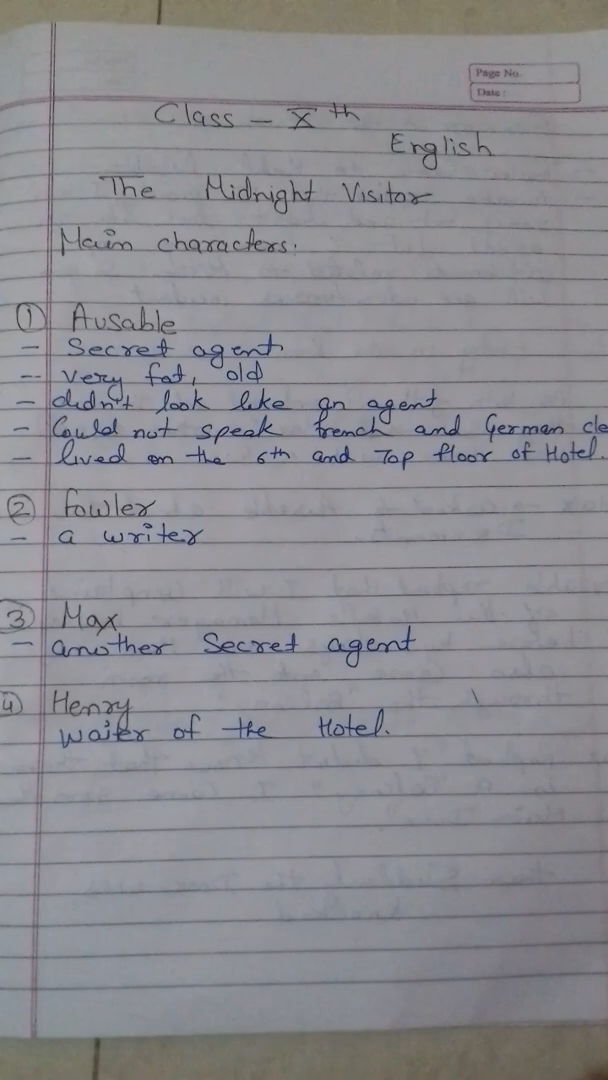 Page No.
Date :
Class - Xth
English
The Midnight Visitor
Main characters.
① Ausable
- Secret agent
- very fat, old
- didn't look like an agent
- Could not speak french and German cle
- lived on the 6th and Top floor of Hotel.
② Fowler
- a writer
③ Max
- another Secret agent
④ Henry
waiter of the Hotel.